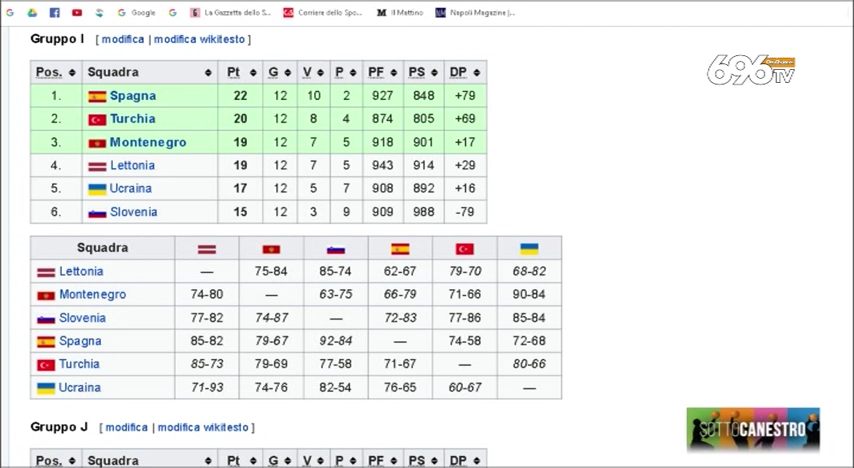 Google
La Gazzetta dello S...
Corriere dello Spo...
Il Mattino
Napoli Magazine |...
Gruppo I [ modifica | modifica wikitesto ]
Pos. Squadra Pt G V P PF PS DP
1. Spagna 22 12 10 2 927 848 +79
2. Turchia 20 12 8 4 874 805 +69
3. Montenegro 19 12 7 5 918 901 +17
4. Lettonia 19 12 7 5 943 914 +29
5. Ucraina 17 12 5 7 908 892 +16
6. Slovenia 15 12 3 9 909 988 -79
696 TV
Squadra
Lettonia — 75-84 85-74 62-67 79-70 68-82
Montenegro 74-80 — 63-75 66-79 71-66 90-84
Slovenia 77-82 74-87 — 72-83 77-86 85-84
Spagna 85-82 79-67 92-84 — 74-58 72-68
Turchia 85-73 79-69 77-58 71-67 — 80-66
Ucraina 71-93 74-76 82-54 76-65 60-67 —
SOTTOCANESTRO
Gruppo J [ modifica | modifica wikitesto ]
Pos. Squadra Pt G V P PF PS DP